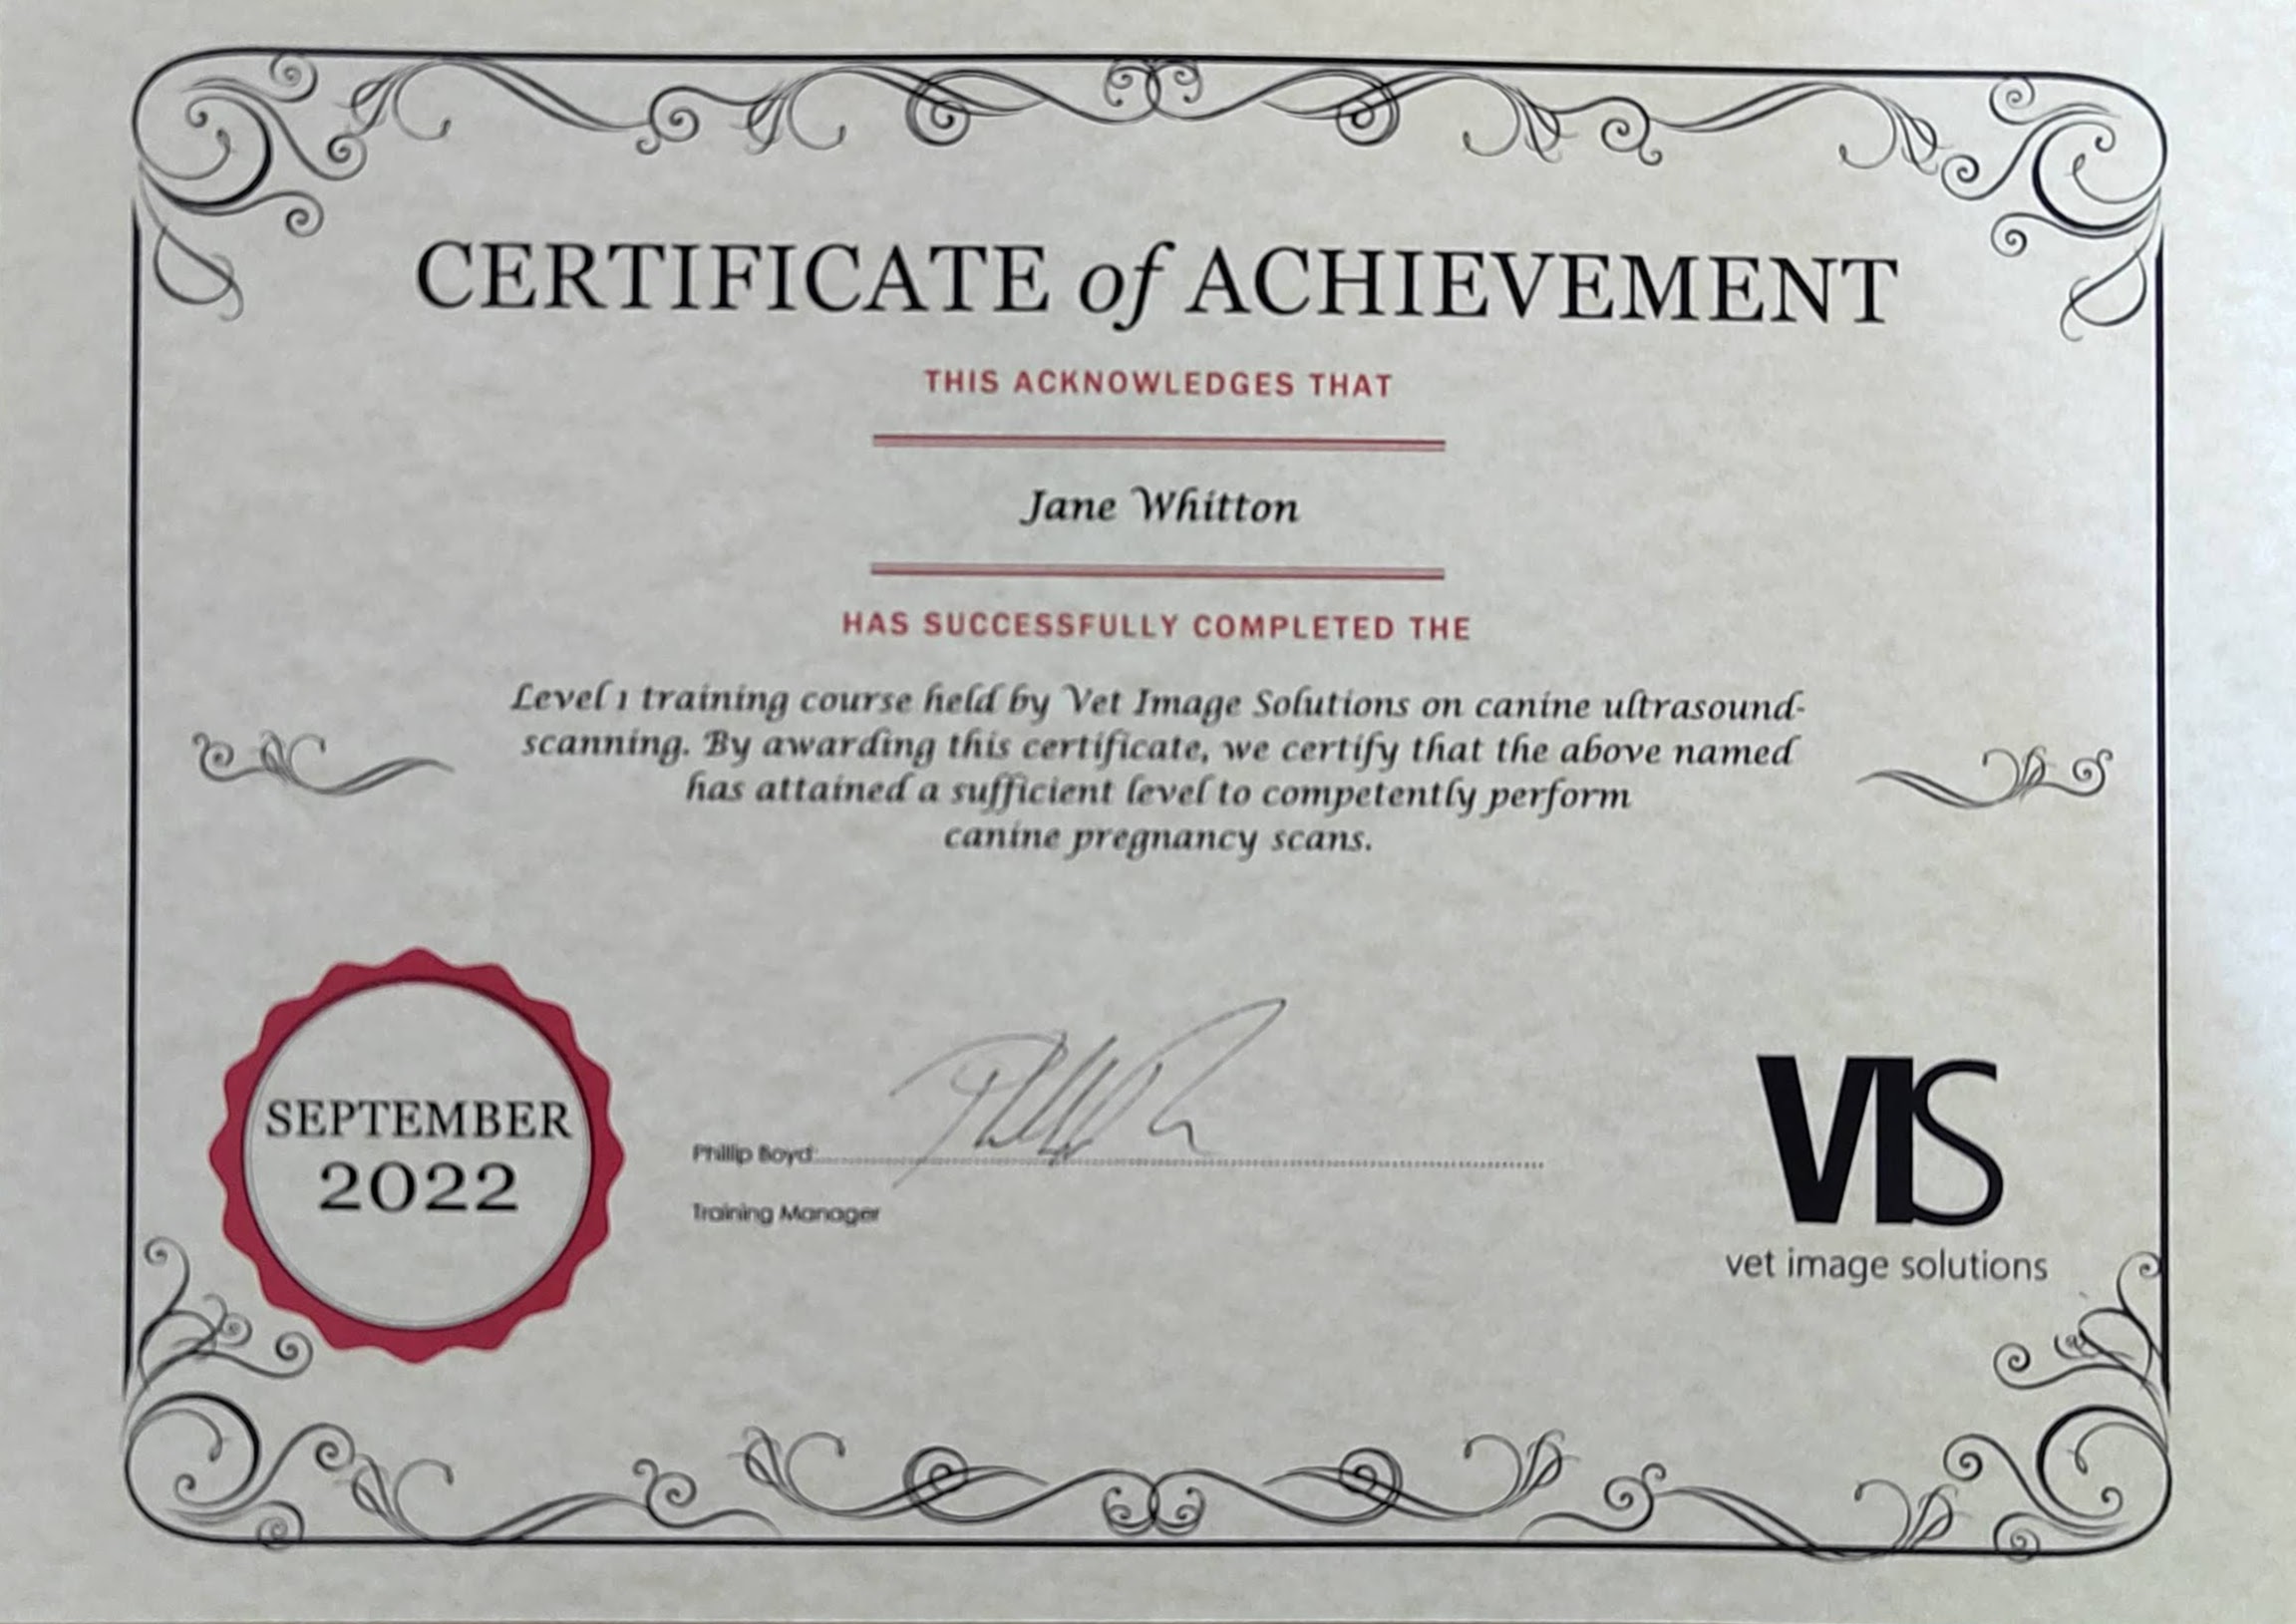 CERTIFICATE of ACHIEVEMENT
THIS ACKNOWLEDGES THAT
Jane Whitton
HAS SUCCESSFULLY COMPLETED THE
Level 1 training course held by Vet Image Solutions on canine ultrasound-
scanning. By awarding this certificate, we certify that the above named
has attained a sufficient level to competently perform
canine pregnancy scans.
SEPTEMBER
2022
Phillip Boyd:
Training Manager
VIS
vet image solutions